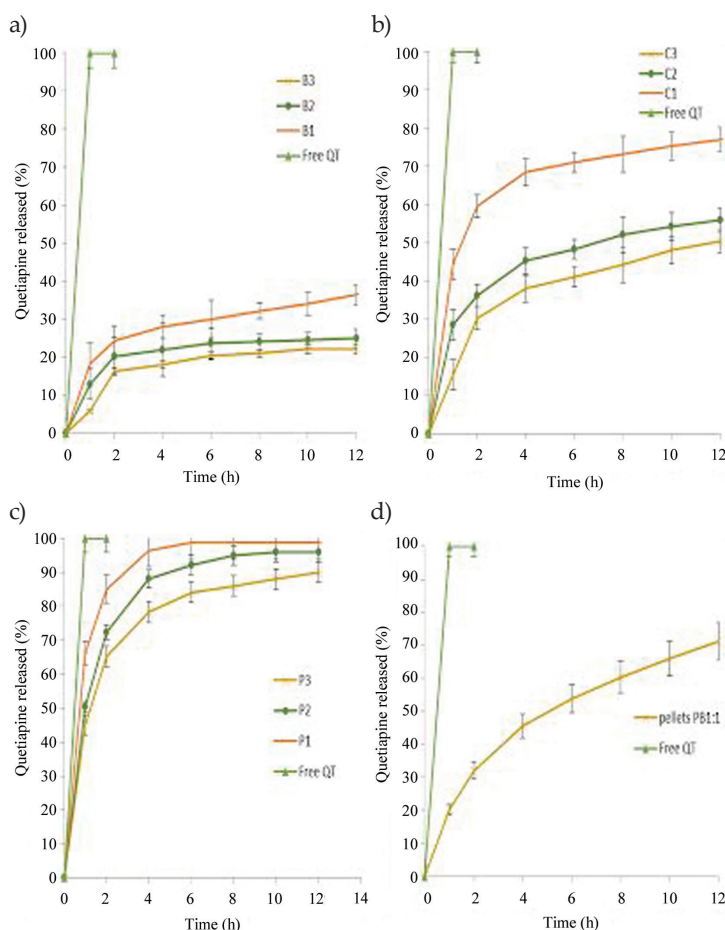 a)
100
90
80
70
60
50
40
30
20
10
0
Quetiapine released (%)
B3
B2
B1
Free QT
0 2 4 6 8 10 12
Time (h)
b)
100
90
80
70
60
50
40
30
20
10
0
Quetiapine released (%)
C3
C2
C1
Free QT
0 2 4 6 8 10 12
Time (h)
c)
100
90
80
70
60
50
40
30
20
10
0
Quetiapine released (%)
P3
P2
P1
Free QT
0 2 4 6 8 10 12 14
Time (h)
d)
100
90
80
70
60
50
40
30
20
10
0
Quetiapine released (%)
pellets PB1:1
Free QT
0 2 4 6 8 10 12
Time (h)